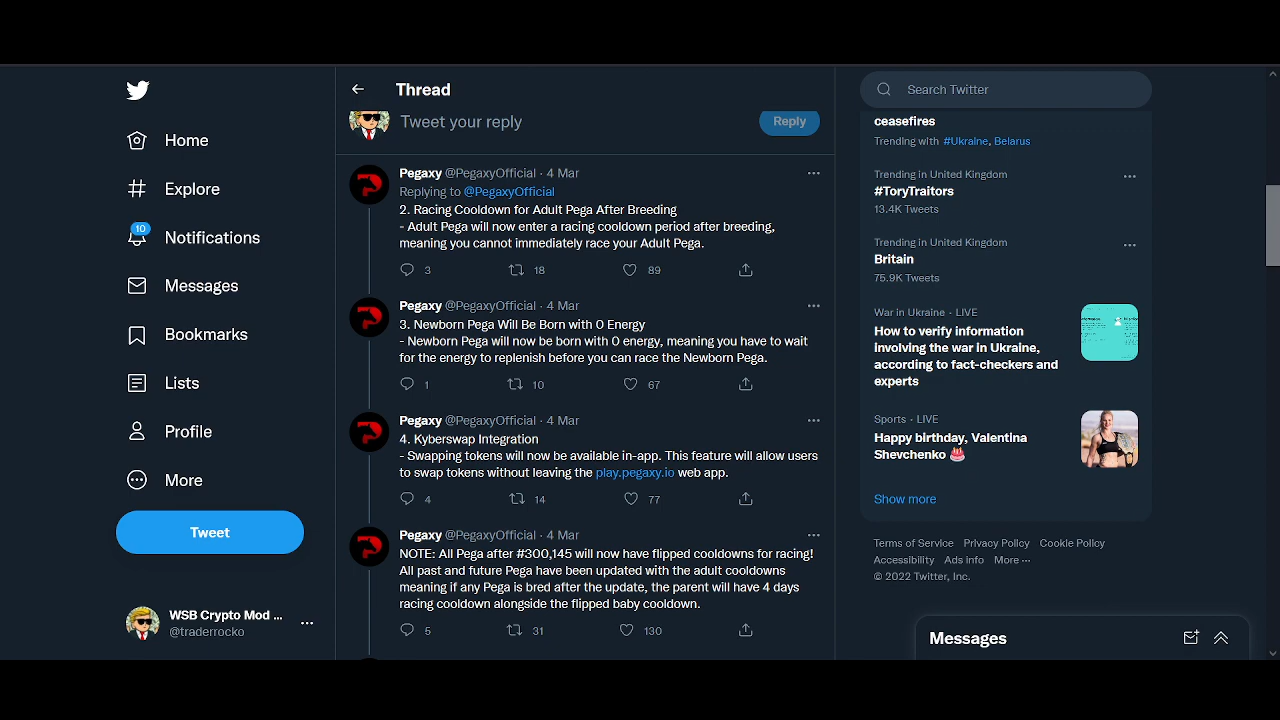 Home
Explore
10
Notifications
Messages
Bookmarks
Lists
Profile
More
Tweet
WSB Crypto Mod ...
@traderrocko
Thread
Tweet your reply
Reply
Pegaxy @PegaxyOfficial · 4 Mar
Replying to @PegaxyOfficial
2. Racing Cooldown for Adult Pega After Breeding
- Adult Pega will now enter a racing cooldown period after breeding,
meaning you cannot immediately race your Adult Pega.
3 18 89
Pegaxy @PegaxyOfficial · 4 Mar
3. Newborn Pega Will Be Born with 0 Energy
- Newborn Pega will now be born with 0 energy, meaning you have to wait
for the energy to replenish before you can race the Newborn Pega.
1 10 67
Pegaxy @PegaxyOfficial · 4 Mar
4. Kyberswap Integration
- Swapping tokens will now be available in-app. This feature will allow users
to swap tokens without leaving the play.pegaxy.io web app.
4 14 77
Pegaxy @PegaxyOfficial · 4 Mar
NOTE: All Pega after #300,145 will now have flipped cooldowns for racing!
All past and future Pega have been updated with the adult cooldowns
meaning if any Pega is bred after the update, the parent will have 4 days
racing cooldown alongside the flipped baby cooldown.
5 31 130
Search Twitter
ceasefires
Trending with #Ukraine, Belarus
Trending in United Kingdom
#ToryTraitors
13.4K Tweets
Trending in United Kingdom
Britain
75.9K Tweets
War in Ukraine · LIVE
How to verify information
involving the war in Ukraine,
according to fact-checkers and
experts
Sports · LIVE
Happy birthday, Valentina
Shevchenko 🎂
Show more
Terms of Service Privacy Policy Cookie Policy
Accessibility Ads info More ···
© 2022 Twitter, Inc.
Messages